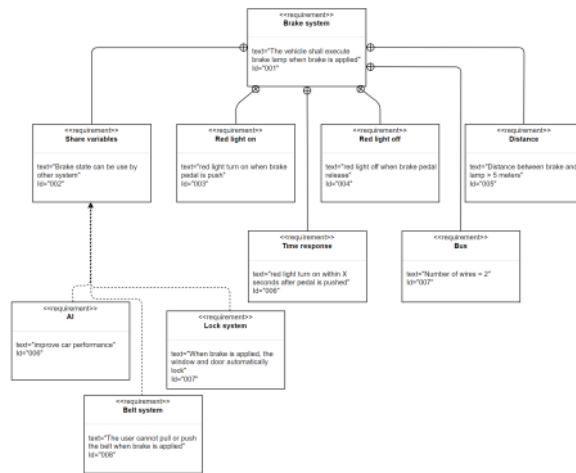 <<requirement>>
Brake system
text="The vehicle shall execute
brake lamp when brake is applied"
Id="001"
<<requirement>>
Share variables
text="Brake state can be use by
other system"
Id="002"
<<requirement>>
Red light on
text="red light turn on when brake
pedal is push"
Id="003"
<<requirement>>
Red light off
text="red light off when brake pedal
release"
Id="004"
<<requirement>>
Distance
text="Distance between brake and
lamp > 5 meters"
Id="005"
<<requirement>>
Time response
text="red light turn on within X
seconds after pedal is pushed"
Id="006"
<<requirement>>
Bus
text="Number of wires = 2"
Id="007"
<<requirement>>
AI
text="improve car performance"
Id="009"
<<requirement>>
Lock system
text="When brake is applied, the
window and door automatically
lock"
Id="007"
<<requirement>>
Belt system
text="The user cannot pull or push
the belt when brake is applied"
Id="008"